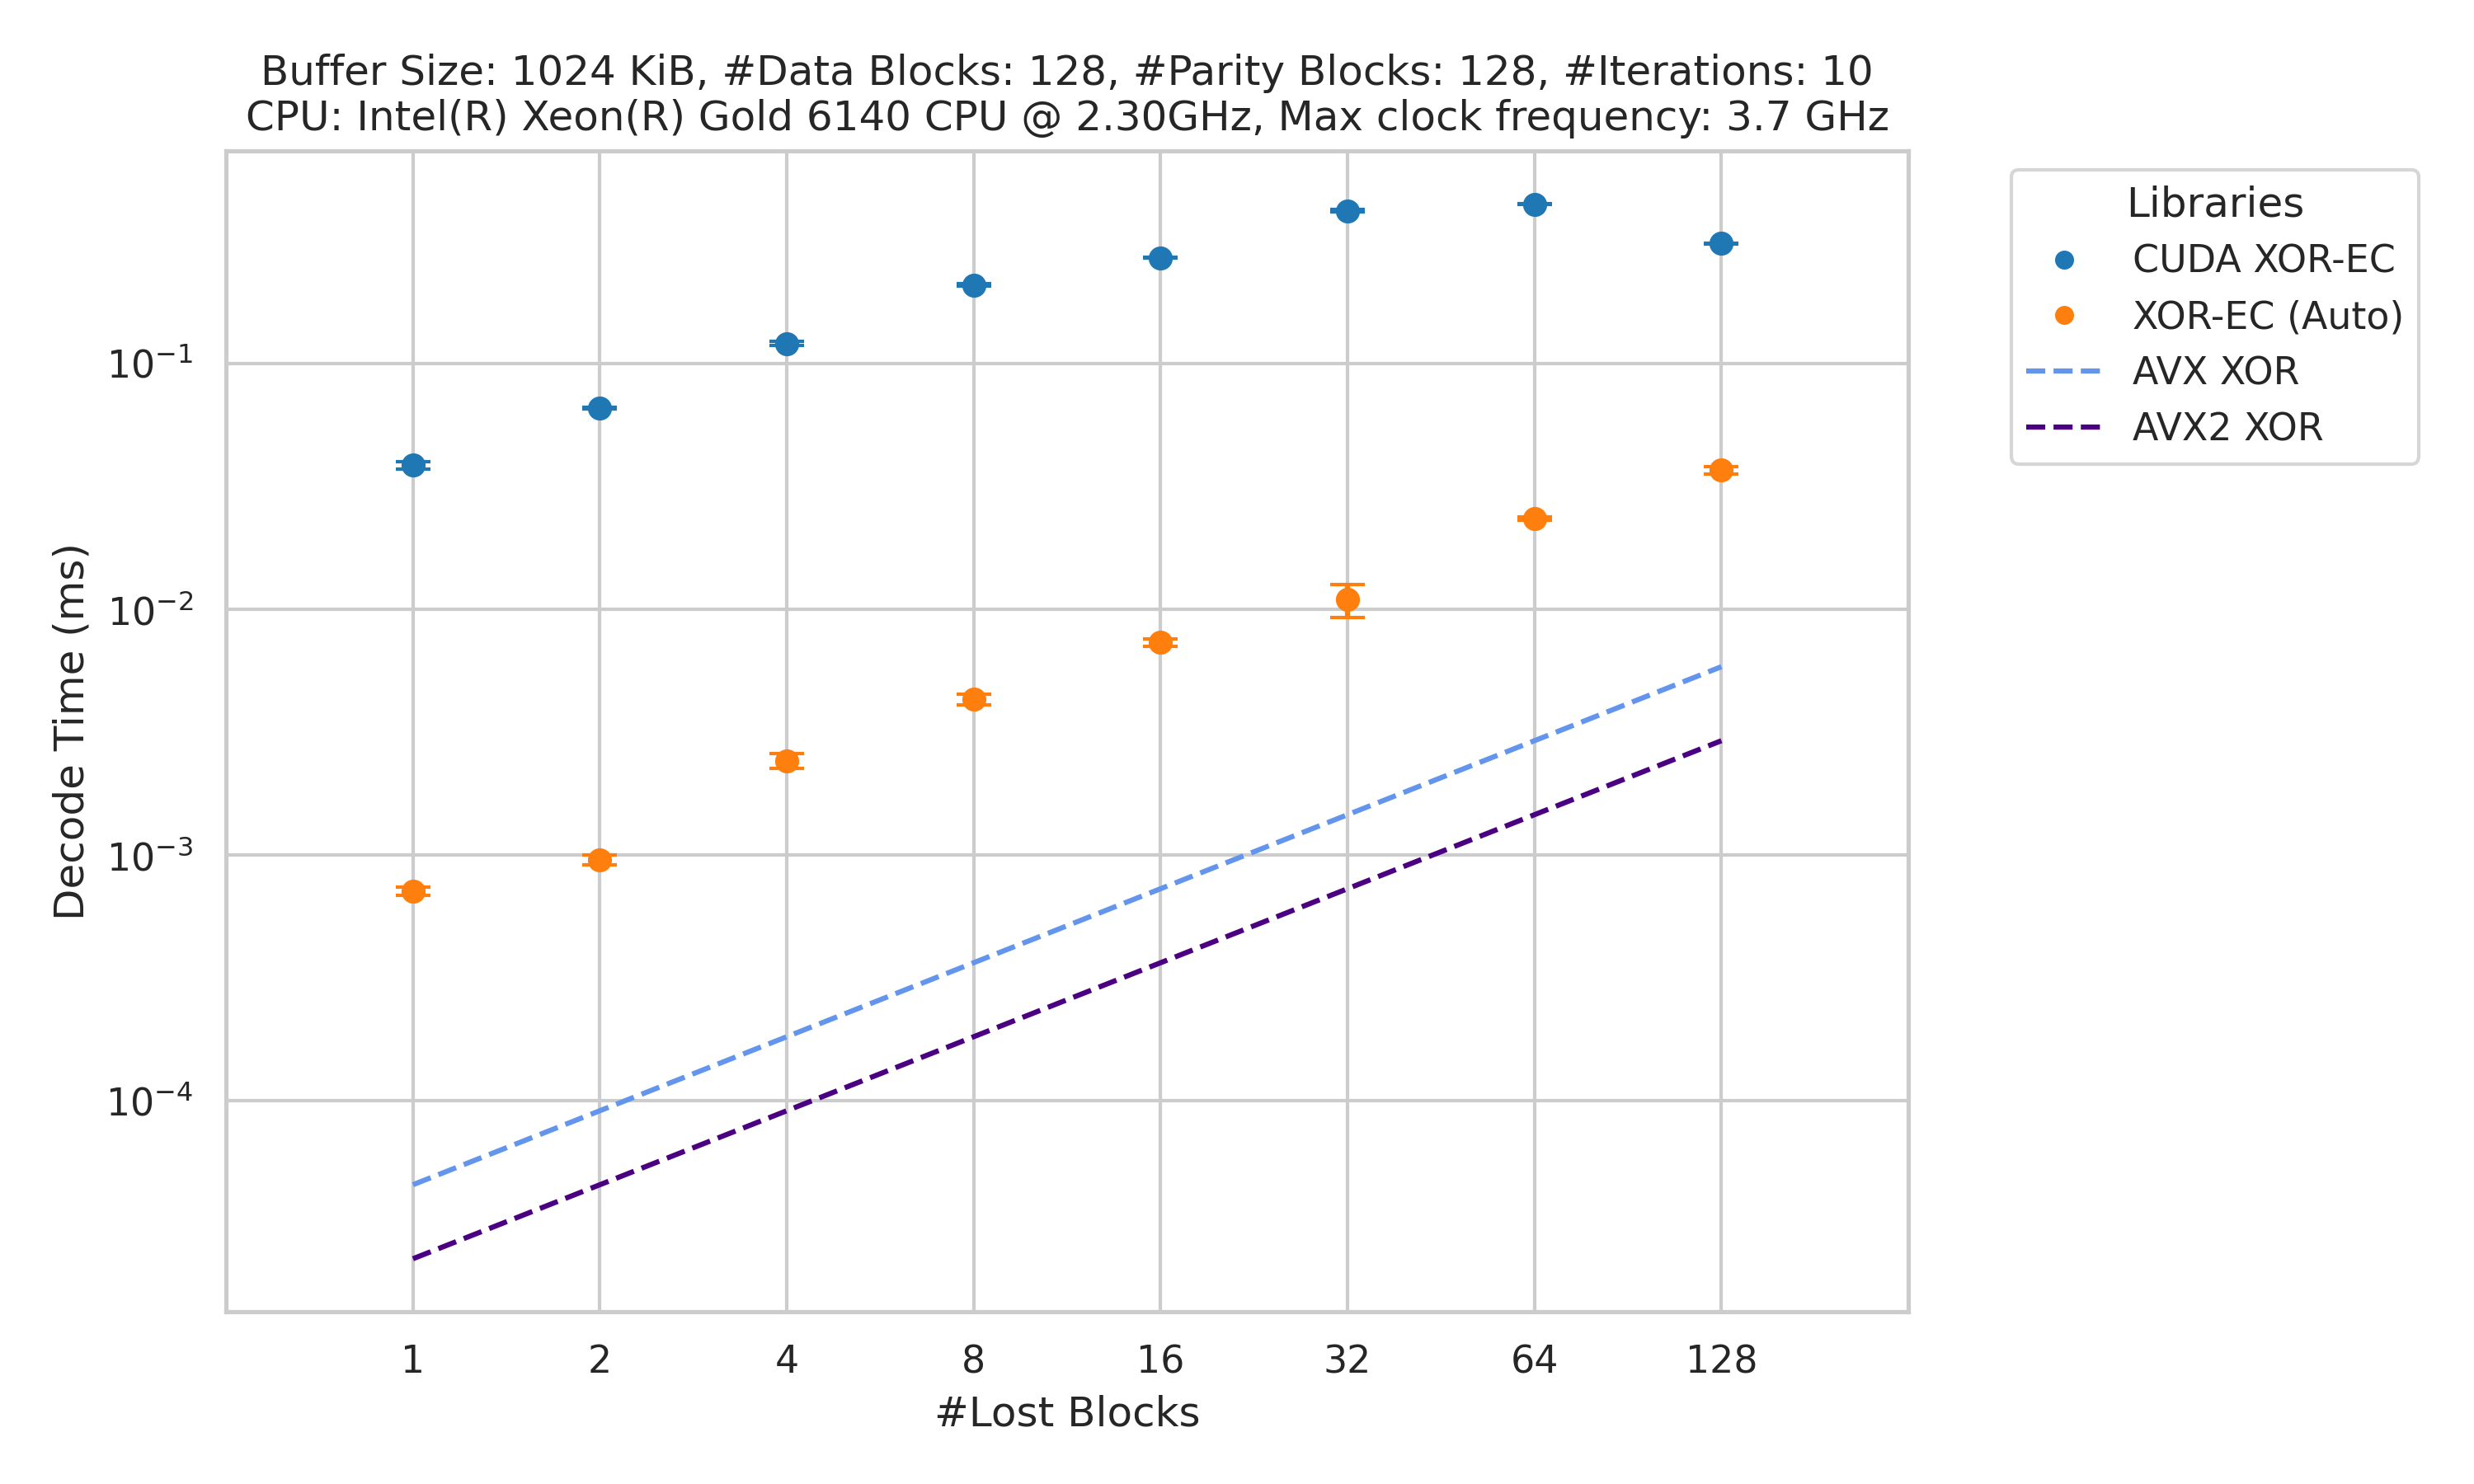 Buffer Size: 1024 KiB, #Data Blocks: 128, #Parity Blocks: 128, #Iterations: 10
CPU: Intel(R) Xeon(R) Gold 6140 CPU @ 2.30GHz, Max clock frequency: 3.7 GHz
Libraries
CUDA XOR-EC
XOR-EC (Auto)
AVX XOR
AVX2 XOR
Decode Time (ms)
10⁻¹
10⁻²
10⁻³
10⁻⁴
1 2 4 8 16 32 64 128
#Lost Blocks